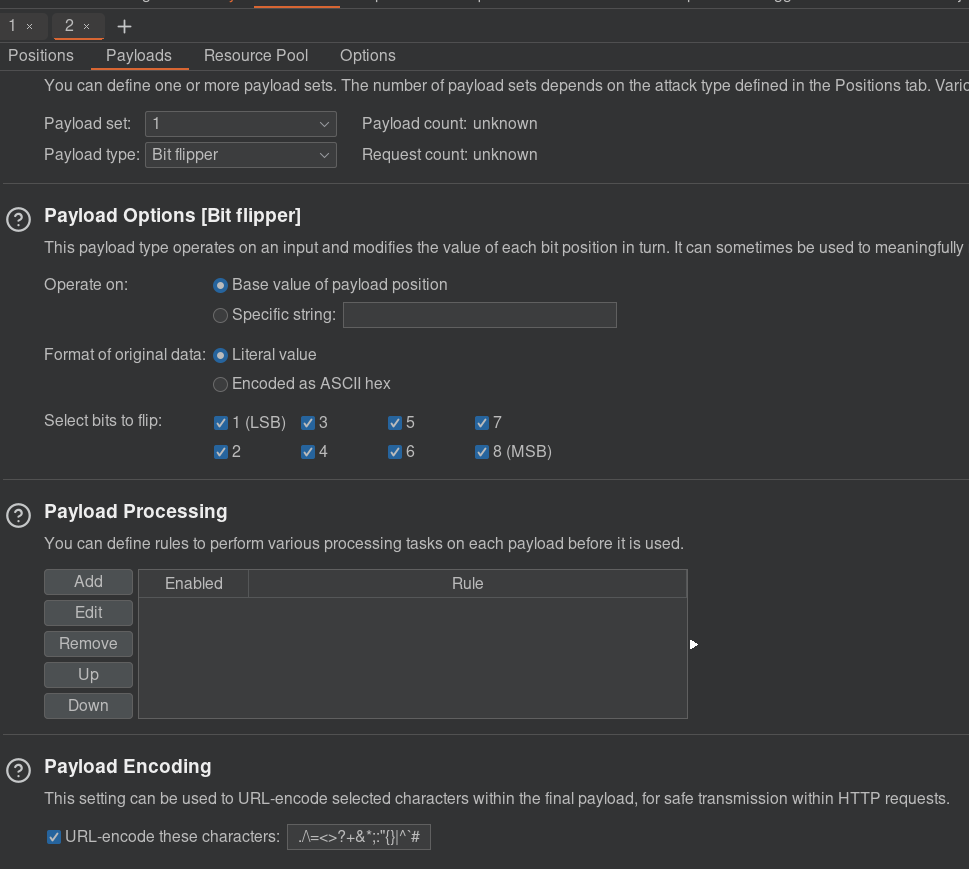 1 × 2 × +
Positions Payloads Resource Pool Options
You can define one or more payload sets. The number of payload sets depends on the attack type defined in the Positions tab.
Payload set: 1 Payload count: unknown
Payload type: Bit flipper Request count: unknown
? Payload Options [Bit flipper]
This payload type operates on an input and modifies the value of each bit position in turn. It can sometimes be used to meaningfully
Operate on: Base value of payload position
Specific string:
Format of original data: Literal value
Encoded as ASCII hex
Select bits to flip: 1 (LSB) 3 5 7
2 4 6 8 (MSB)
? Payload Processing
You can define rules to perform various processing tasks on each payload before it is used.
Add Enabled Rule
Edit
Remove
Up
Down
? Payload Encoding
This setting can be used to URL-encode selected characters within the final payload, for safe transmission within HTTP requests.
URL-encode these characters: ./\=<>?+&*;:"{}|^`#